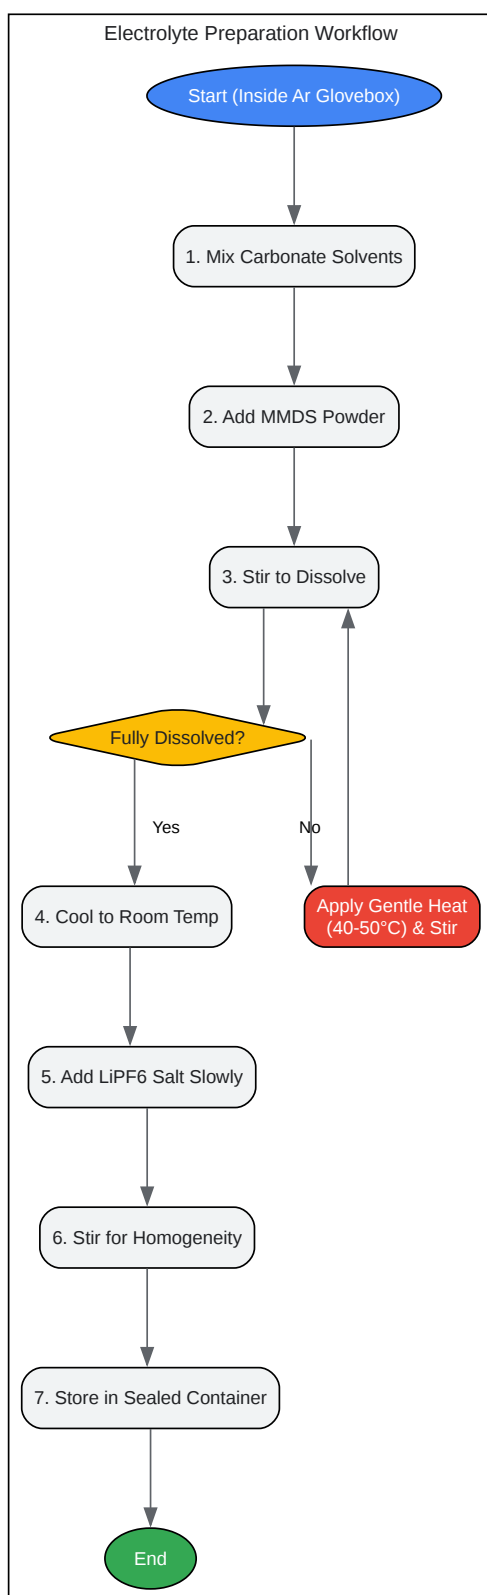 Electrolyte Preparation Workflow
Start (Inside Ar Glovebox)
1. Mix Carbonate Solvents
2. Add MMDS Powder
3. Stir to Dissolve
Fully Dissolved?
Yes
No
4. Cool to Room Temp
Apply Gentle Heat
(40-50°C) & Stir
5. Add LiPF6 Salt Slowly
6. Stir for Homogeneity
7. Store in Sealed Container
End